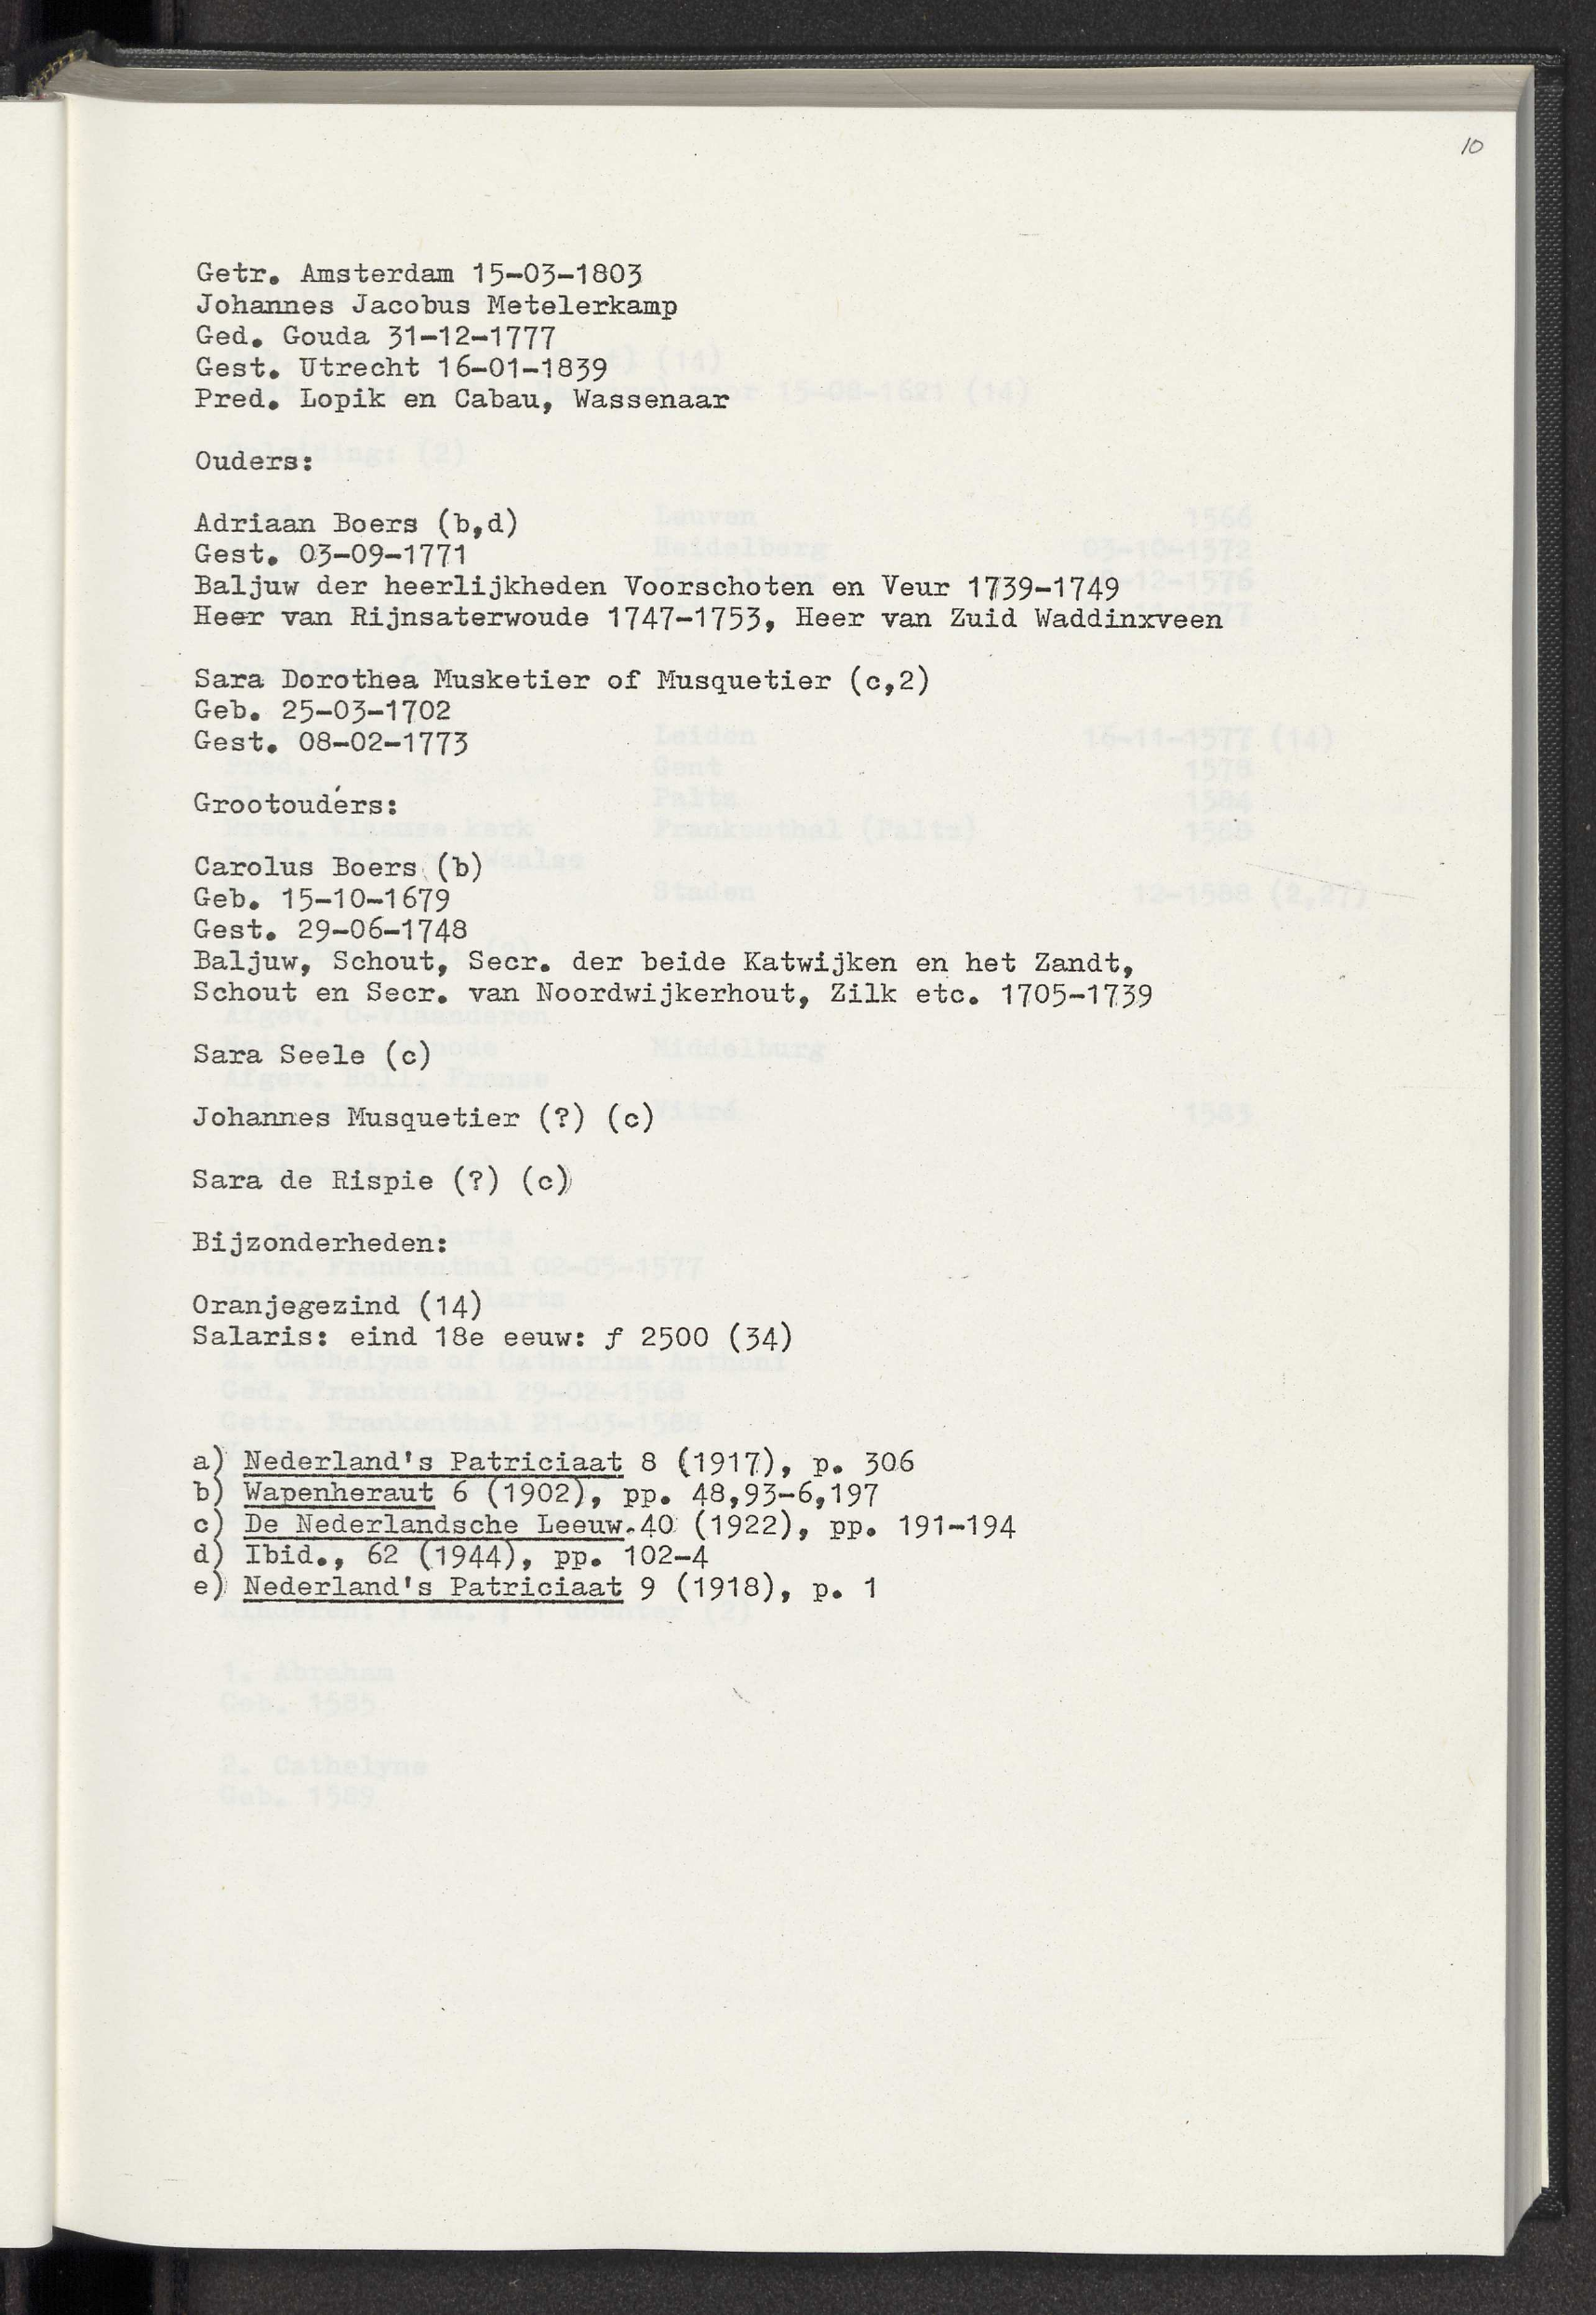 10
Getr. Amsterdam 15-03-1803
Johannes Jacobus Metelerkamp
Ged. Gouda 31-12-1777
Gest. Utrecht 16-01-1839
Pred. Lopik en Cabau, Wassenaar
Ouders:
Adriaan Boers (b,d)
Gest. 03-09-1771
Baljuw der heerlijkheden Voorschoten en Veur 1739-1749
Heer van Rijnsaterwoude 1747-1753, Heer van Zuid Waddinxveen
Sara Dorothea Musketier of Musquetier (c,2)
Geb. 25-03-1702
Gest. 08-02-1773
Grootouders:
Carolus Boers (b)
Geb. 15-10-1679
Gest. 29-06-1748
Baljuw, Schout, Secr. der beide Katwijken en het Zandt,
Schout en Secr. van Noordwijkerhout, Zilk etc. 1705-1739
Sara Seele (c)
Johannes Musquetier (?) (c)
Sara de Rispie (?) (c)
Bijzonderheden:
Oranjegezind (14)
Salaris: eind 18e eeuw: ƒ 2500 (34)
a) Nederland's Patriciaat 8 (1917), p. 306
b) Wapenheraut 6 (1902), pp. 48,93-6,197
c) De Nederlandsche Leeuw.40 (1922), pp. 191-194
d) Ibid., 62 (1944), pp. 102-4
e) Nederland's Patriciaat 9 (1918), p. 1